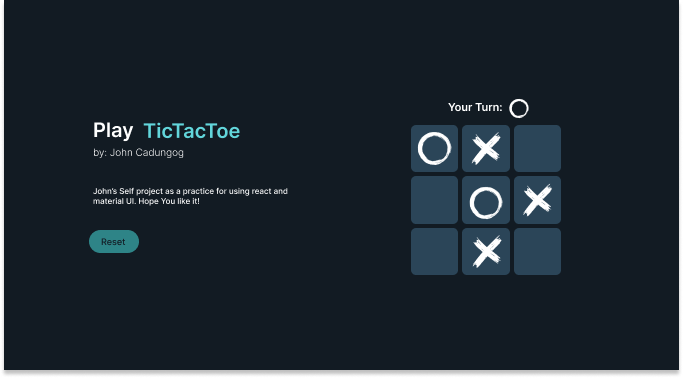 Play TicTacToe
by: John Cadungog
John's Self project as a practice for using react and
material UI. Hope You like it!
Reset
Your Turn: